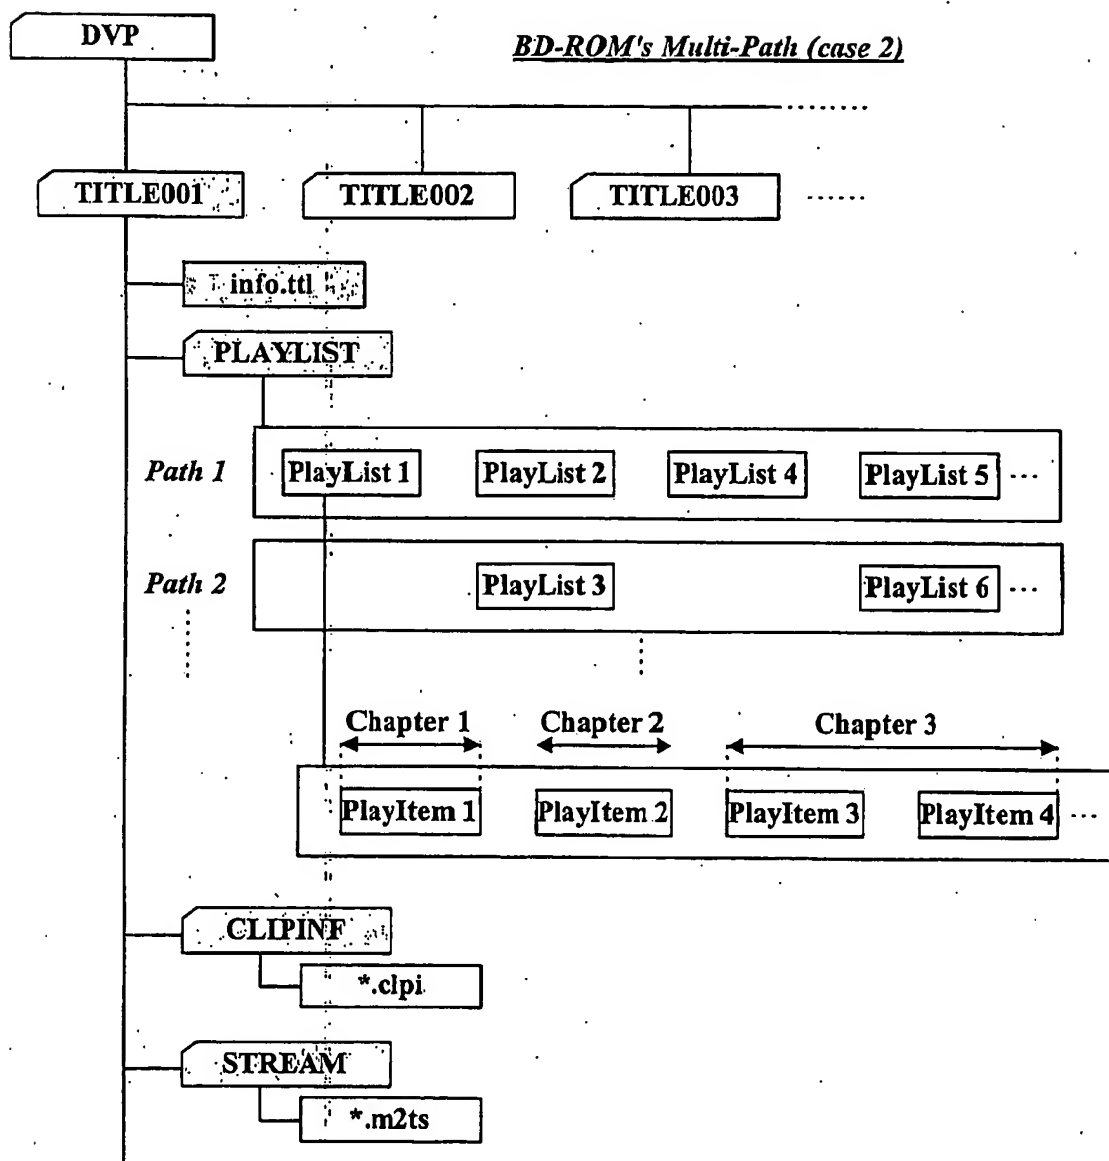 DVP
BD-ROM's Multi-Path (case 2)
TITLE001
TITLE002
TITLE003
info.ttl
PLAYLIST
Path 1
PlayList 1
PlayList 2
PlayList 4
PlayList 5
Path 2
PlayList 3
PlayList 6
Chapter 1
Chapter 2
Chapter 3
PlayItem 1
PlayItem 2
PlayItem 3
PlayItem 4
CLIPINF
*.clpi
STREAM
*.m2ts